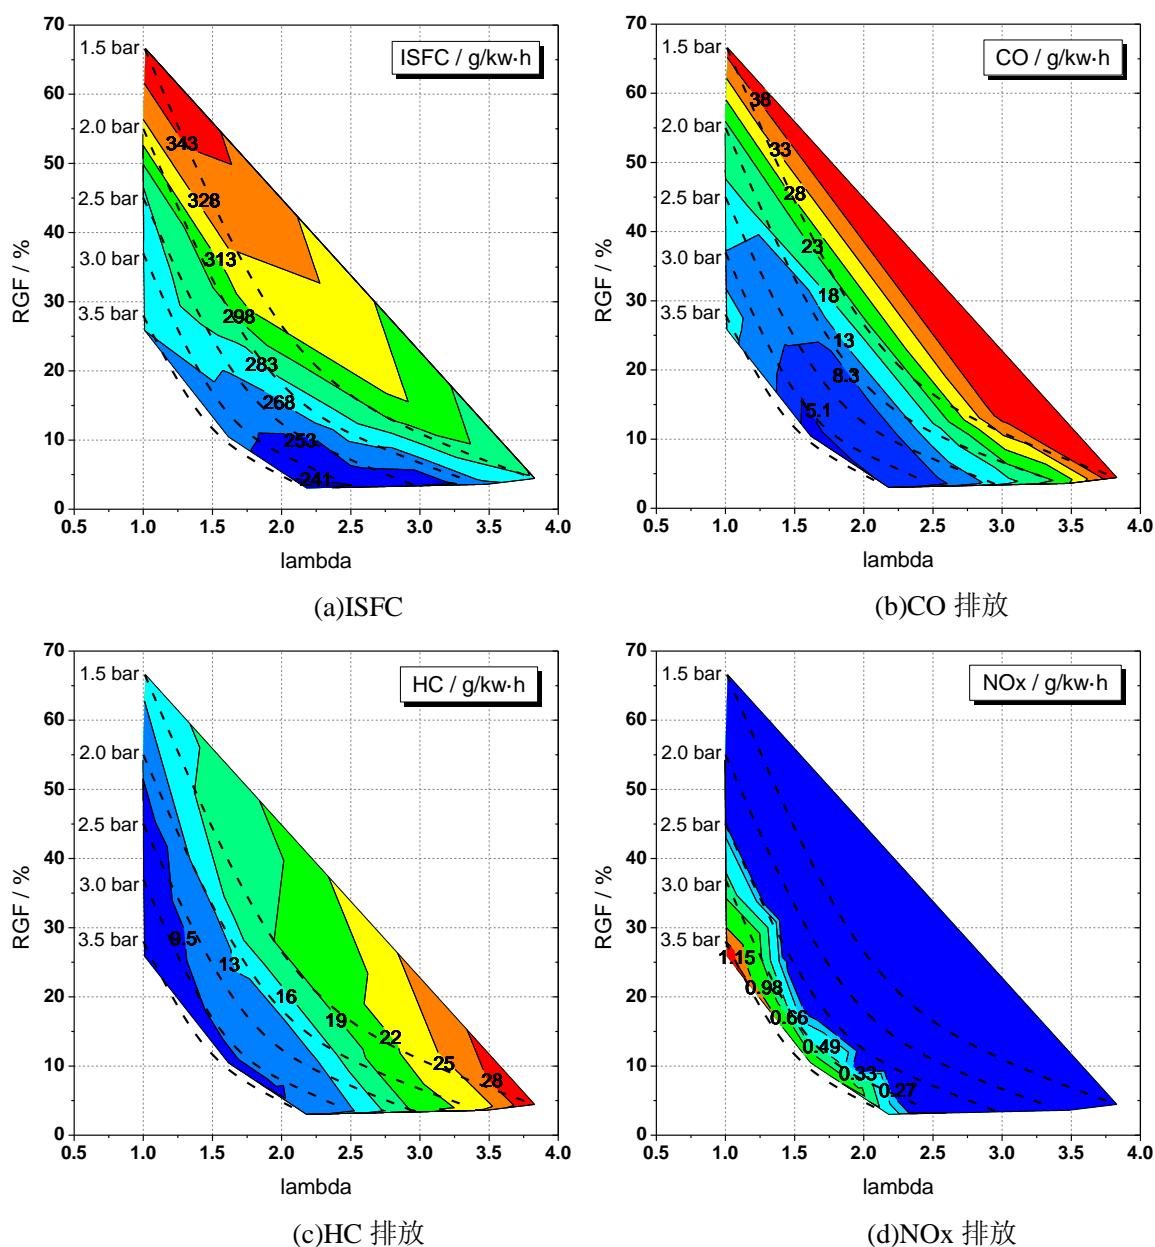 ISFC / g/kw·h
70
60
50
40
30
20
10
0
RGF / %
1.5 bar
2.0 bar
2.5 bar
3.0 bar
3.5 bar
343
328
313
298
283
268
253
241
0.5 1.0 1.5 2.0 2.5 3.0 3.5 4.0
lambda
(a)ISFC
CO / g/kw·h
70
60
50
40
30
20
10
0
RGF / %
1.5 bar
2.0 bar
2.5 bar
3.0 bar
3.5 bar
38
33
28
23
18
13
8.3
5.1
0.5 1.0 1.5 2.0 2.5 3.0 3.5 4.0
lambda
(b)CO 排放
HC / g/kw·h
70
60
50
40
30
20
10
0
RGF / %
1.5 bar
2.0 bar
2.5 bar
3.0 bar
3.5 bar
9.5
13
16
19
22
25
28
0.5 1.0 1.5 2.0 2.5 3.0 3.5 4.0
lambda
(c)HC 排放
NOx / g/kw·h
70
60
50
40
30
20
10
0
RGF / %
1.5 bar
2.0 bar
2.5 bar
3.0 bar
3.5 bar
1.15
0.98
0.66
0.49
0.33
0.27
0.5 1.0 1.5 2.0 2.5 3.0 3.5 4.0
lambda
(d)NOx 排放